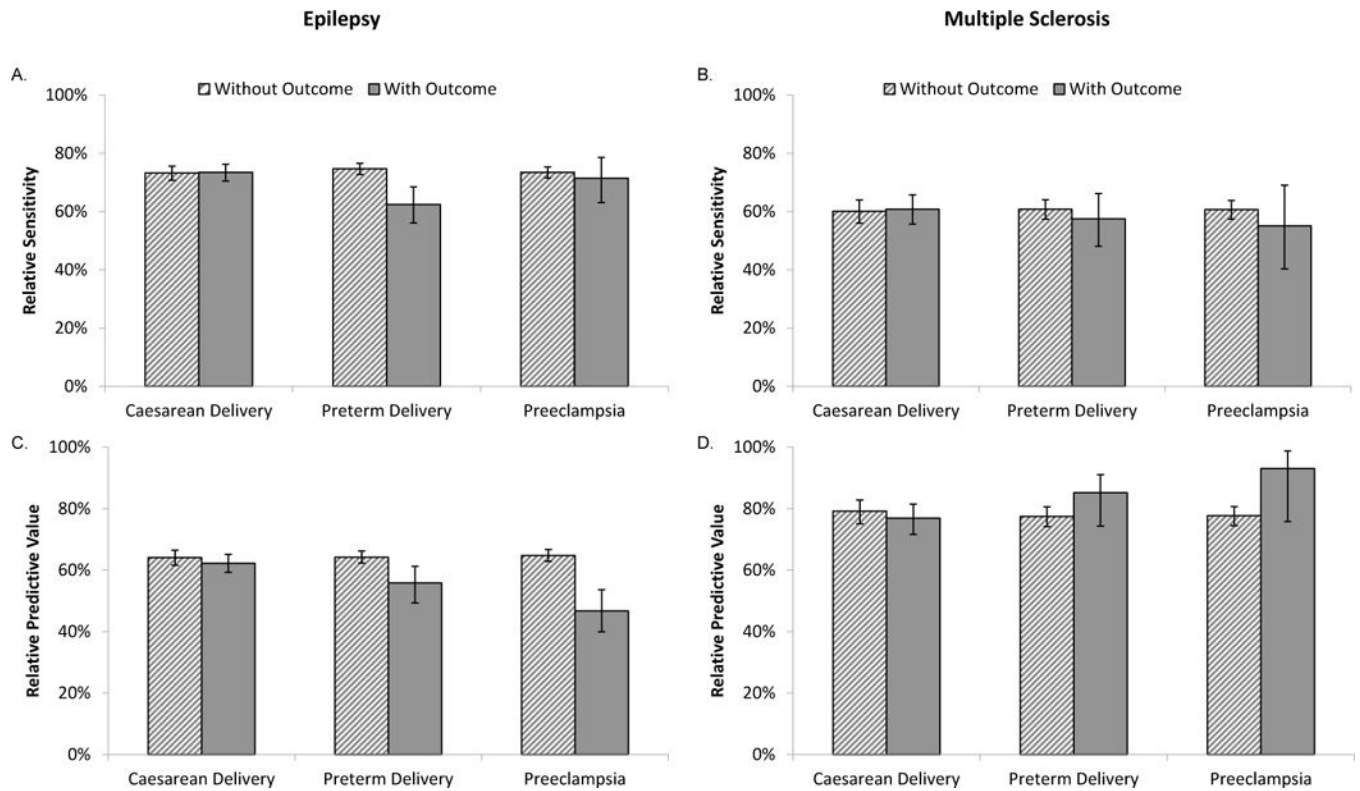 Epilepsy
Multiple Sclerosis
A.
Without Outcome With Outcome
Relative Sensitivity
100%
80%
60%
40%
20%
0%
Caesarean Delivery Preterm Delivery Preeclampsia
B.
Without Outcome With Outcome
Relative Sensitivity
100%
80%
60%
40%
20%
0%
Caesarean Delivery Preterm Delivery Preeclampsia
C.
Relative Predictive Value
100%
80%
60%
40%
20%
0%
Caesarean Delivery Preterm Delivery Preeclampsia
D.
Relative Predictive Value
100%
80%
60%
40%
20%
0%
Caesarean Delivery Preterm Delivery Preeclampsia